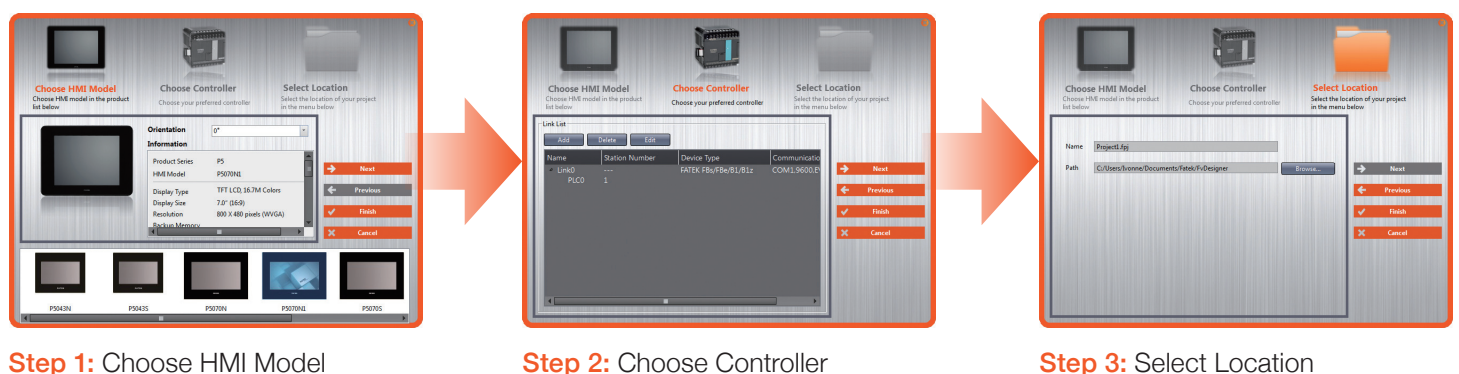 Choose HMI Model
Choose HMI model in the product
list below
Choose Controller
Choose your preferred controller
Select Location
Select the location of your project
in the menu below
Orientation
0°
Information
Product Series P5
HMI Model P5070N1
Display Type TFT LCD, 16.7M Colors
Display Size 7.0" (16:9)
Resolution 800 X 480 pixels (WVGA)
Backup Memory
Next
Previous
Finish
Cancel
P5043N P5043S P5070N P5070N1 P5070S
Step 1: Choose HMI Model
Choose HMI Model
Choose HMI model in the product
list below
Choose Controller
Choose your preferred controller
Select Location
Select the location of your project
in the menu below
Link List
Add Delete Edit
Name Station Number Device Type Communicatio
Link0 --- FATEK FBs/FBe/B1/B1z COM1,9600,E
PLC0 1
Next
Previous
Finish
Cancel
Step 2: Choose Controller
Choose HMI Model
Choose HMI model in the product
list below
Choose Controller
Choose your preferred controller
Select Location
Select the location of your project
in the menu below
Name Project1.fpj
Path C:/Users/Ivonne/Documents/Fatek/FvDesigner Browse...
Next
Previous
Finish
Cancel
Step 3: Select Location